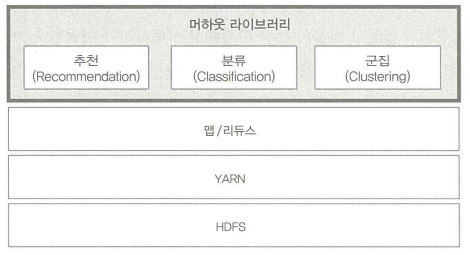 머하웃 라이브러리
추천
(Recommendation)
분류
(Classification)
군집
(Clustering)
맵/리듀스
YARN
HDFS